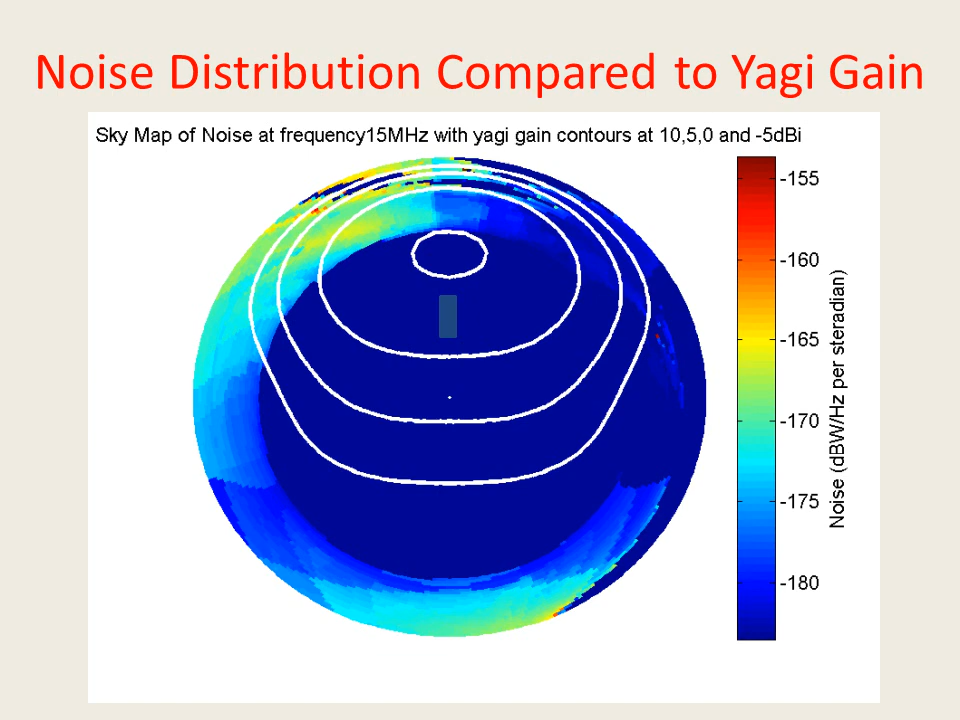 Noise Distribution Compared to Yagi Gain
Sky Map of Noise at frequency15MHz with yagi gain contours at 10,5,0 and -5dBi
-155
-160
-165
-170
-175
-180
Noise (dBW/Hz per steradian)